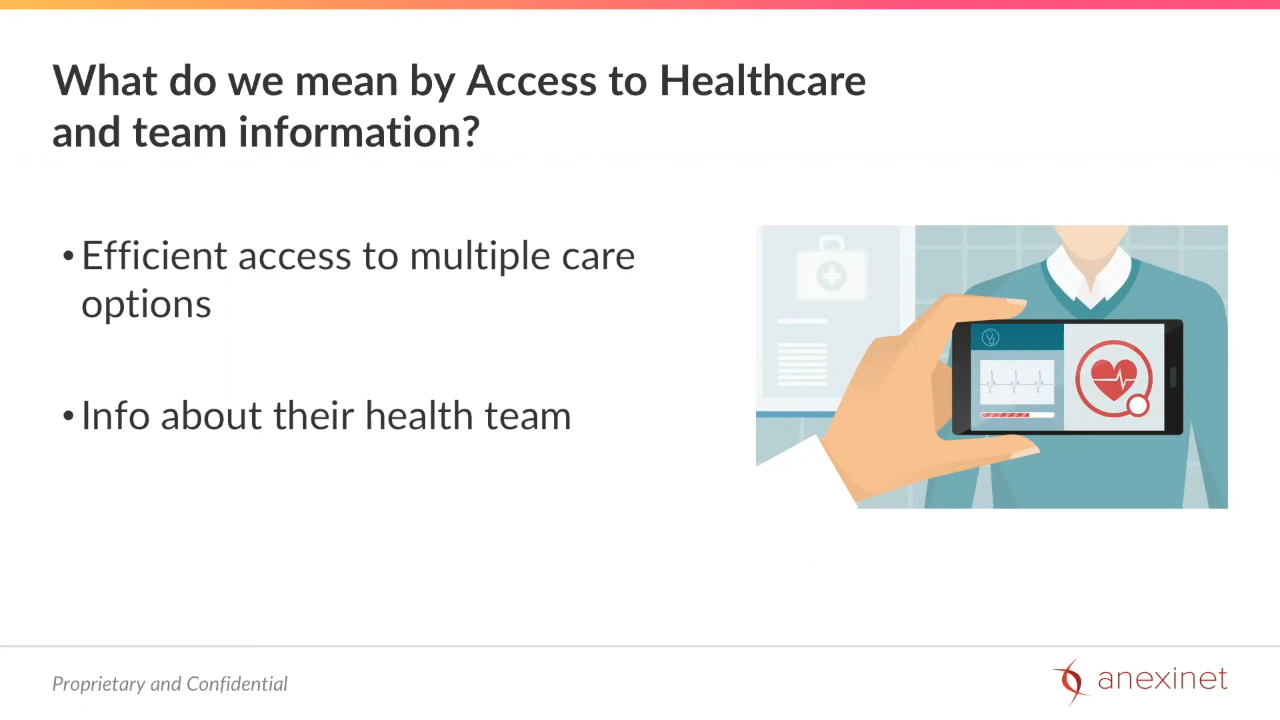 What do we mean by Access to Healthcare
and team information?
•Efficient access to multiple care
options
•Info about their health team
Proprietary and Confidential
anexinet